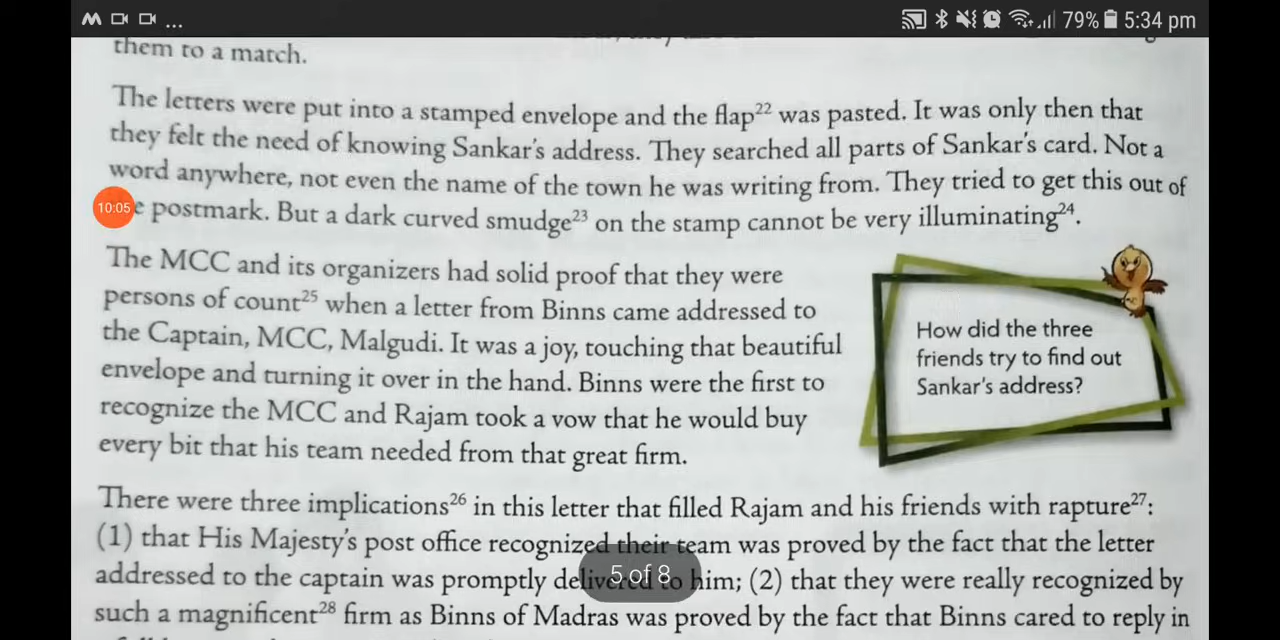 79% 5:34 pm
them to a match.
The letters were put into a stamped envelope and the flap²² was pasted. It was only then that
they felt the need of knowing Sankar's address. They searched all parts of Sankar's card. Not a
word anywhere, not even the name of the town he was writing from. They tried to get this out of
10:05
postmark. But a dark curved smudge²³ on the stamp cannot be very illuminating²⁴.
The MCC and its organizers had solid proof that they were
persons of count²⁵ when a letter from Binns came addressed to
the Captain, MCC, Malgudi. It was a joy, touching that beautiful
envelope and turning it over in the hand. Binns were the first to
recognize the MCC and Rajam took a vow that he would buy
every bit that his team needed from that great firm.
How did the three
friends try to find out
Sankar's address?
There were three implications²⁶ in this letter that filled Rajam and his friends with rapture²⁷:
(1) that His Majesty's post office recognized their team was proved by the fact that the letter
addressed to the captain was promptly delivered to him; (2) that they were really recognized by
5 of 8
such a magnificent²⁸ firm as Binns of Madras was proved by the fact that Binns cared to reply in